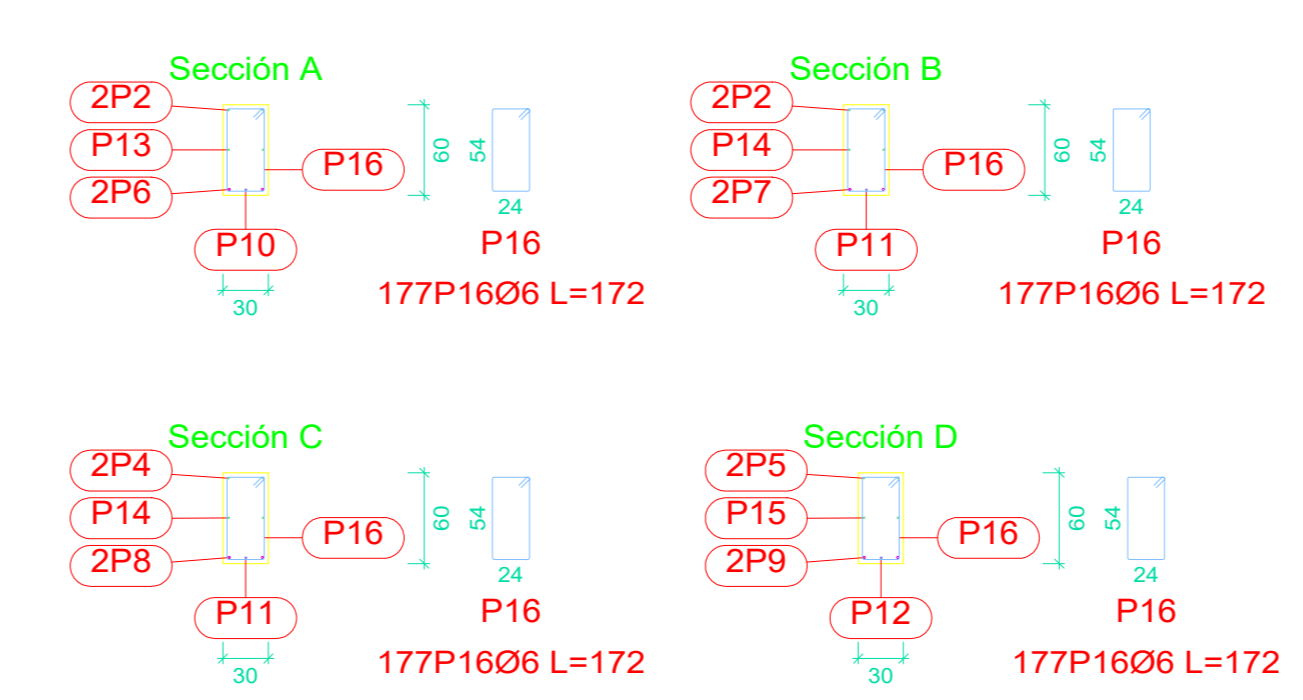 Sección A
2P2
P13
2P6
P16
P10
30
60
54
24
P16
177P16Ø6 L=172
Sección B
2P2
P14
2P7
P16
P11
30
60
54
24
P16
177P16Ø6 L=172
Sección C
2P4
P14
2P8
P16
P11
30
60
54
24
P16
177P16Ø6 L=172
Sección D
2P5
P15
2P9
P16
P12
30
60
54
24
P16
177P16Ø6 L=172